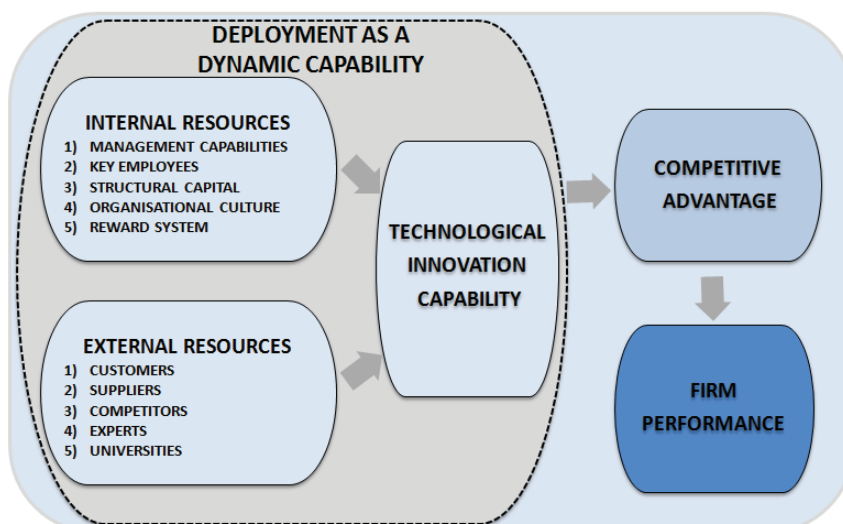 DEPLOYMENT AS A
DYNAMIC CAPABILITY
INTERNAL RESOURCES
1) MANAGEMENT CAPABILITIES
2) KEY EMPLOYEES
3) STRUCTURAL CAPITAL
4) ORGANISATIONAL CULTURE
5) REWARD SYSTEM
EXTERNAL RESOURCES
1) CUSTOMERS
2) SUPPLIERS
3) COMPETITORS
4) EXPERTS
5) UNIVERSITIES
TECHNOLOGICAL
INNOVATION
CAPABILITY
COMPETITIVE
ADVANTAGE
FIRM
PERFORMANCE